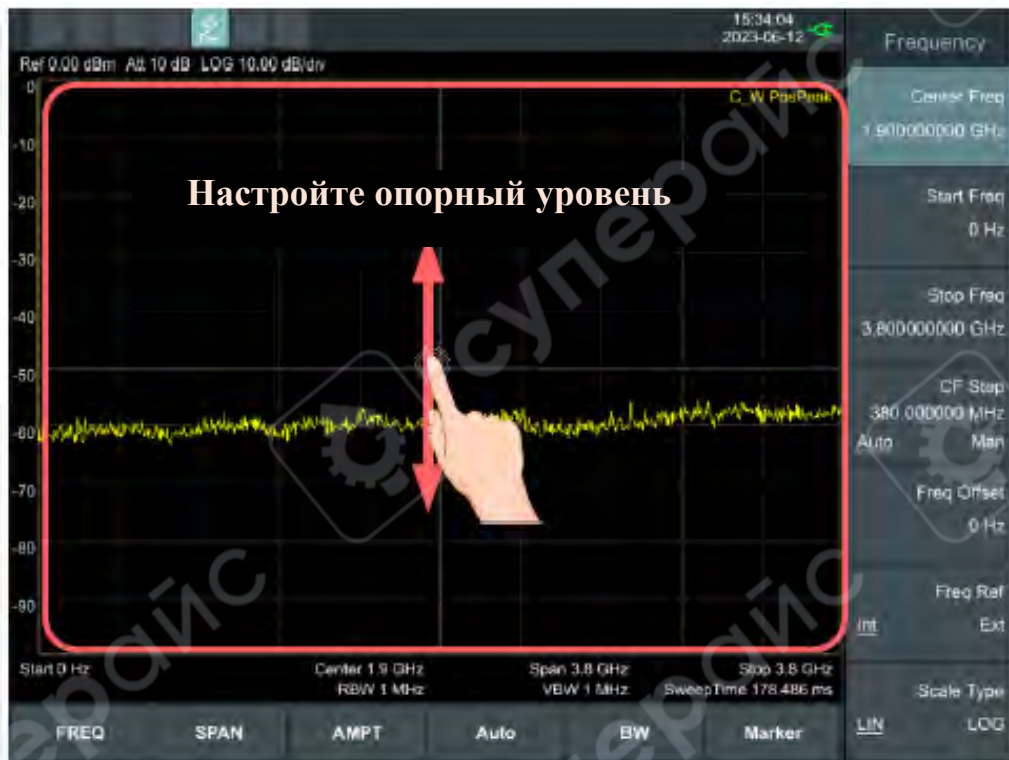 15:34:04
2023-06-12
Ref 0.00 dBm Att 10 dB LOG 10.00 dB/div
C_W PosPeak
0
-10
-20
-30
-40
-50
-60
-70
-80
-90
Настройте опорный уровень
Start 0 Hz Center 1.9 GHz Span 3.8 GHz Stop 3.8 GHz
RBW 1 MHz VBW 1 MHz SweepTime 178.486 ms
FREQ SPAN AMPT Auto BW Marker
Frequency
Center Freq
1.900000000 GHz
Start Freq
0 Hz
Stop Freq
3.800000000 GHz
CF Step
380.000000 MHz
Auto Man
Freq Offset
0 Hz
Freq Ref
Int Ext
Scale Type
LIN LOG
суперайс